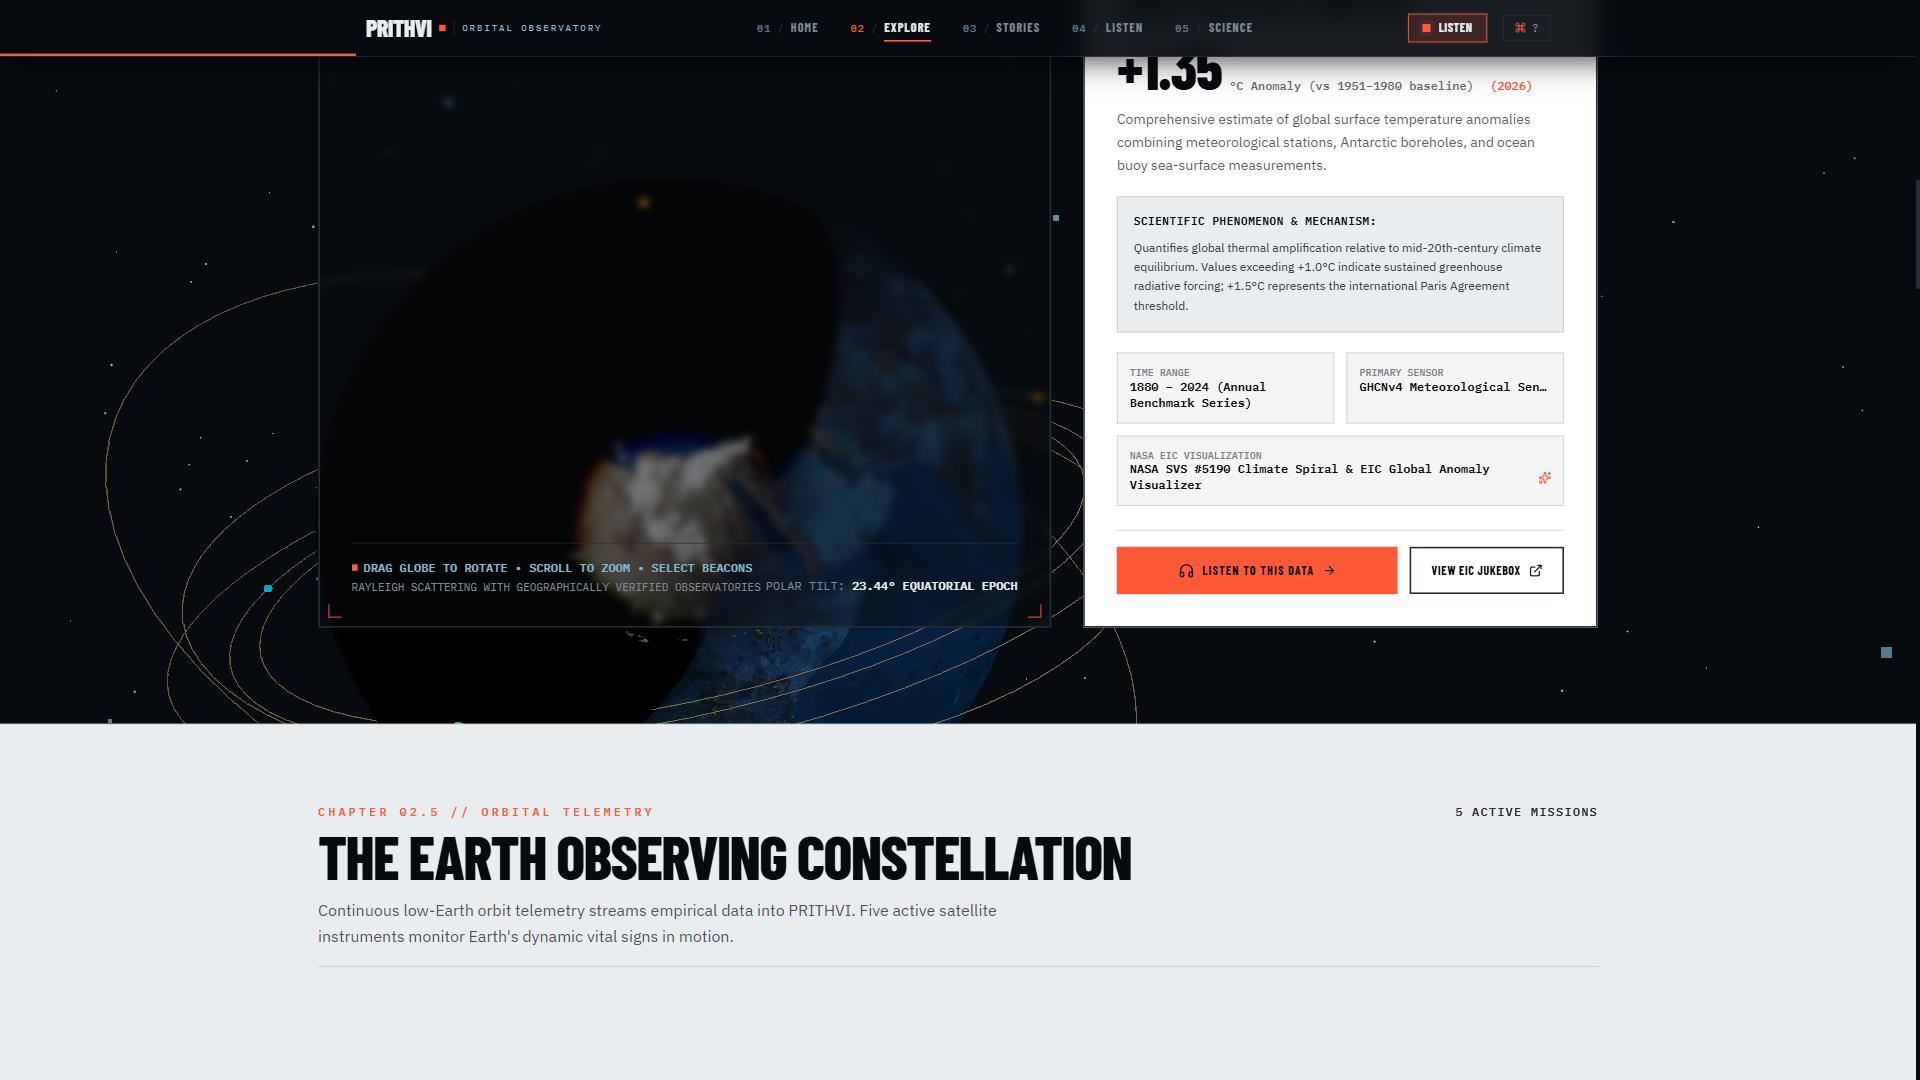 PRITHVI
ORBITAL OBSERVATORY
01 / HOME
02 / EXPLORE
03 / STORIES
04 / LISTEN
05 / SCIENCE
LISTEN
⌘ ?
+1.35 °C Anomaly (vs 1951–1980 baseline) (2026)
Comprehensive estimate of global surface temperature anomalies
combining meteorological stations, Antarctic boreholes, and ocean
buoy sea-surface measurements.
SCIENTIFIC PHENOMENON & MECHANISM:
Quantifies global thermal amplification relative to mid-20th-century climate
equilibrium. Values exceeding +1.0°C indicate sustained greenhouse
radiative forcing; +1.5°C represents the international Paris Agreement
threshold.
TIME RANGE
1880 – 2024 (Annual
Benchmark Series)
PRIMARY SENSOR
GHCNv4 Meteorological Sen…
NASA EIC VISUALIZATION
NASA SVS #5190 Climate Spiral & EIC Global Anomaly
Visualizer
LISTEN TO THIS DATA →
VIEW EIC JUKEBOX
DRAG GLOBE TO ROTATE • SCROLL TO ZOOM • SELECT BEACONS
RAYLEIGH SCATTERING WITH GEOGRAPHICALLY VERIFIED OBSERVATORIES
POLAR TILT: 23.44° EQUATORIAL EPOCH
CHAPTER 02.5 // ORBITAL TELEMETRY
5 ACTIVE MISSIONS
THE EARTH OBSERVING CONSTELLATION
Continuous low-Earth orbit telemetry streams empirical data into PRITHVI. Five active satellite
instruments monitor Earth's dynamic vital signs in motion.